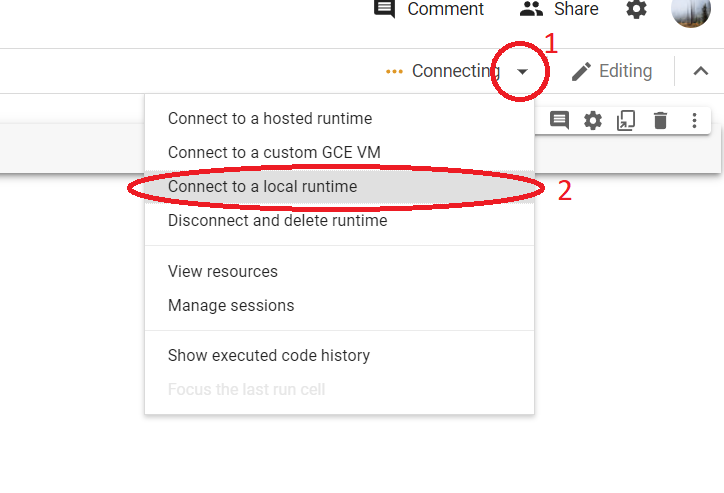 Comment Share
1
Connecting Editing
Connect to a hosted runtime
Connect to a custom GCE VM
Connect to a local runtime
2
Disconnect and delete runtime
View resources
Manage sessions
Show executed code history
Focus the last run cell